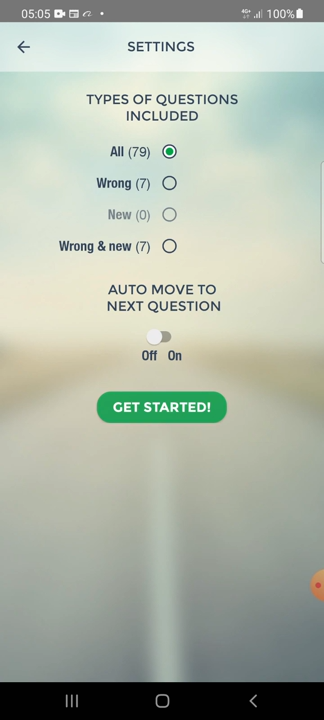 05:05 4G+ 100%
SETTINGS
TYPES OF QUESTIONS
INCLUDED
All (79)
Wrong (7)
New (0)
Wrong & new (7)
AUTO MOVE TO
NEXT QUESTION
Off On
GET STARTED!